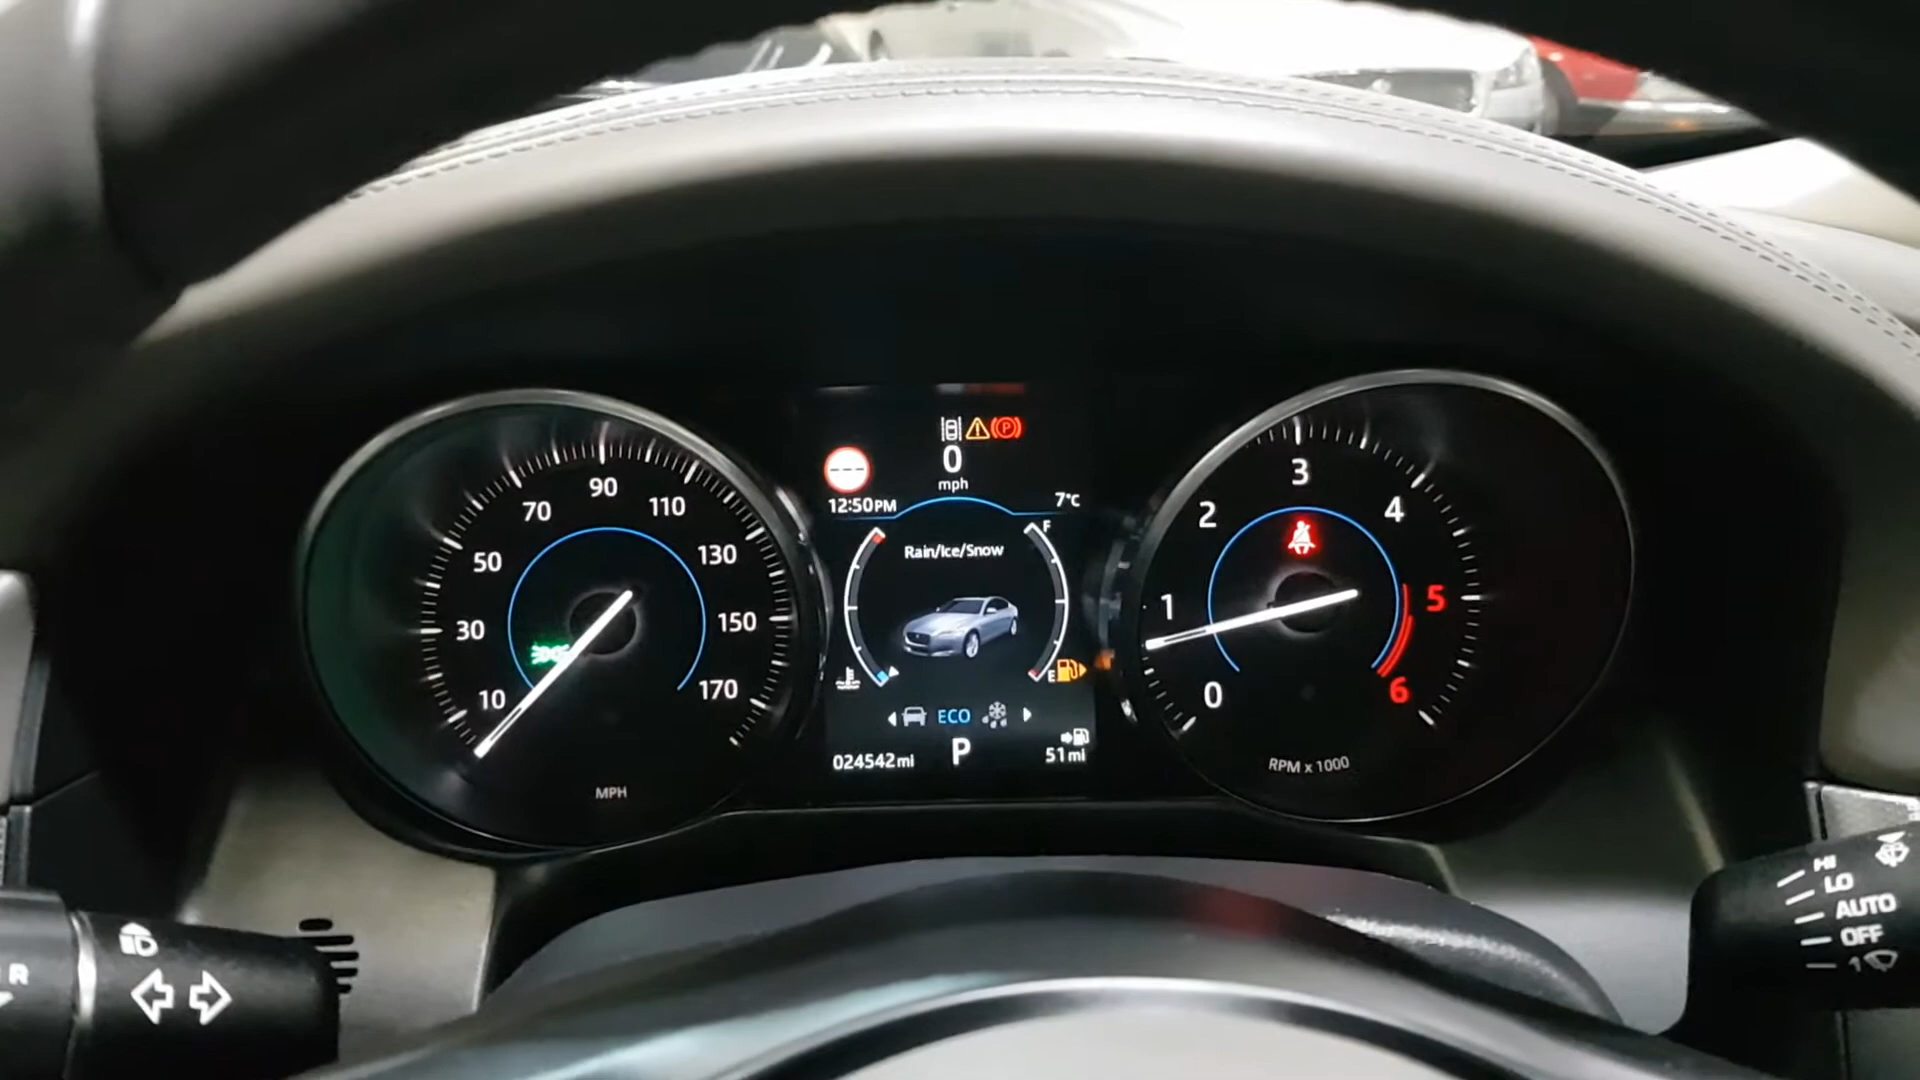 0
mph
12:50PM
7°C
F
Rain/Ice/Snow
E
ECO
024542mi
P
51mi
10
30
50
70
90
110
130
150
170
MPH
P
0
1
2
3
4
5
6
RPM x 1000
R
HI
LO
AUTO
OFF
1